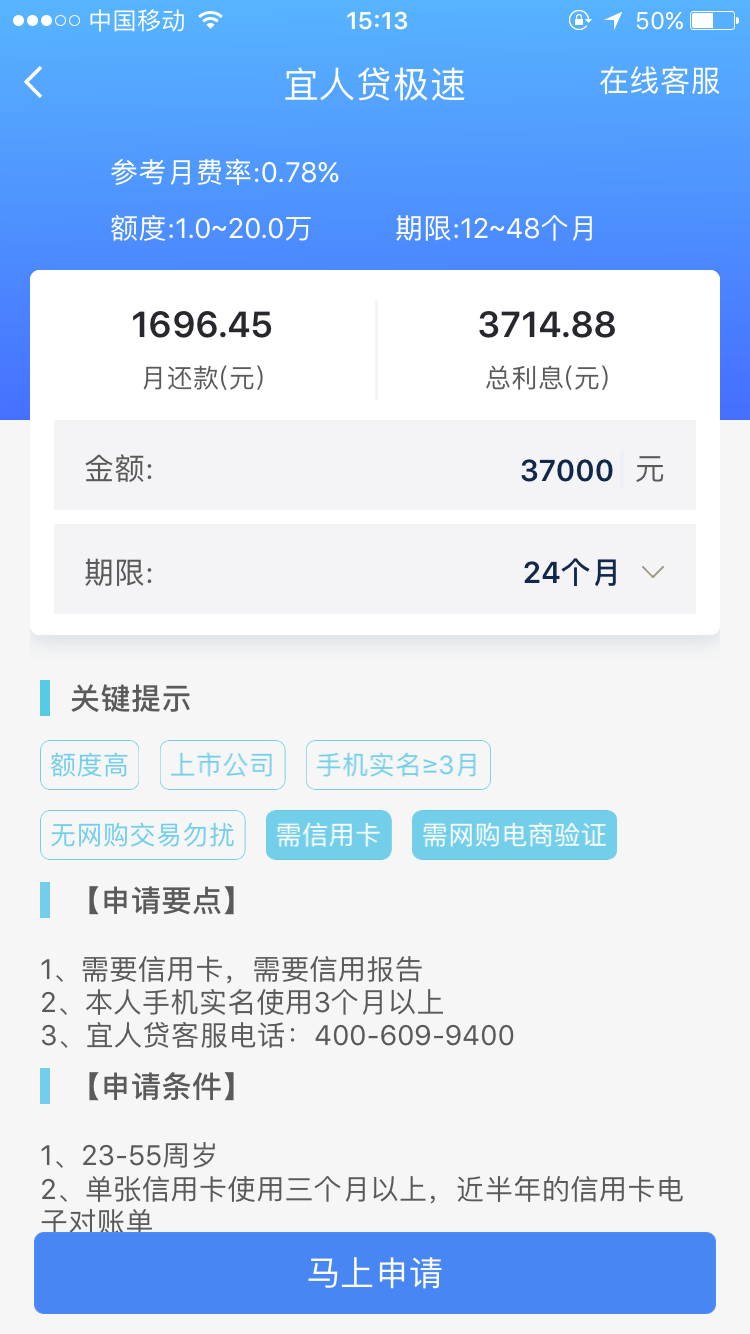 中国移动 15:13 50%
宜人贷极速 在线客服
参考月费率:0.78%
额度:1.0~20.0万 期限:12~48个月
1696.45 3714.88
月还款(元) 总利息(元)
金额: 37000 元
期限: 24个月
关键提示
额度高 上市公司 手机实名≥3月
无网购交易勿扰 需信用卡 需网购电商验证
【申请要点】
1、需要信用卡，需要信用报告
2、本人手机实名使用3个月以上
3、宜人贷客服电话：400-609-9400
【申请条件】
1、23-55周岁
2、单张信用卡使用三个月以上，近半年的信用卡电
子对账单
马上申请